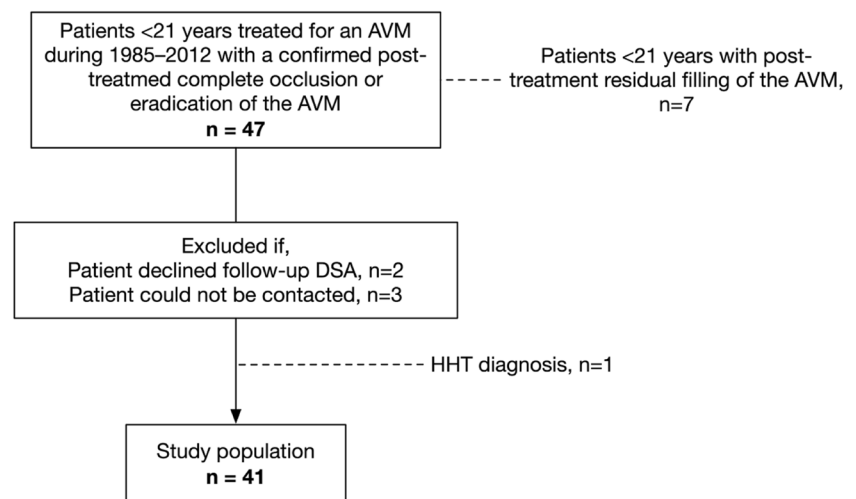 Patients <21 years treated for an AVM
during 1985–2012 with a confirmed post-
treatmed complete occlusion or
eradication of the AVM
n = 47
Patients <21 years with post-
treatment residual filling of the AVM,
n=7
Excluded if,
Patient declined follow-up DSA, n=2
Patient could not be contacted, n=3
HHT diagnosis, n=1
Study population
n = 41